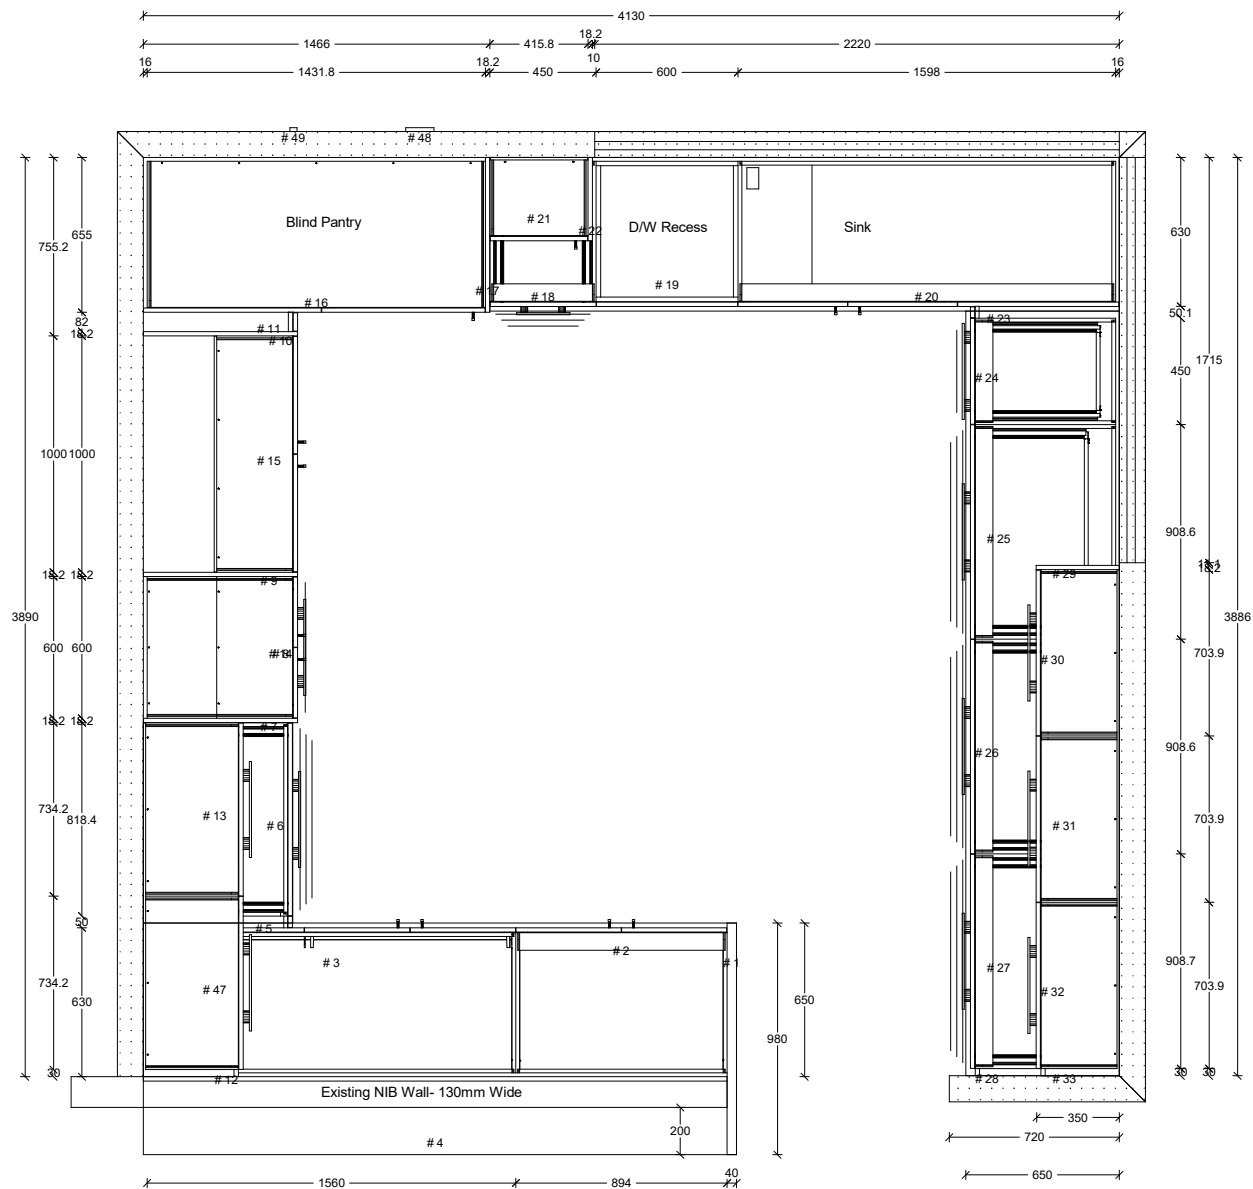 4130
1466 415.8 18.2 2220
16 1431.8 18.2 450 10 600 1598 16
# 49 # 48
Blind Pantry # 21 # 22 D/W Recess Sink
# 16 # 17 # 18 # 19 # 20
755.2 655 630
82 # 11 # 23 50.1
18.2 # 10
# 24 450 1715
1000 1000 # 15
# 25 908.6
18.2 18.2 # 9 # 29
3890 3886
600 600 # 14 # 30 703.9
18.2 18.2 # 7
# 26 908.6
734.2 818.4 # 13 # 6 # 31 703.9
50 # 5
# 3 # 2 # 1
734.2 630 # 47 650 # 27 # 32 908.7 703.9
980
30 # 12 # 28 # 33
Existing NIB Wall- 130mm Wide
200 350
# 4 720
40 650
1560 894